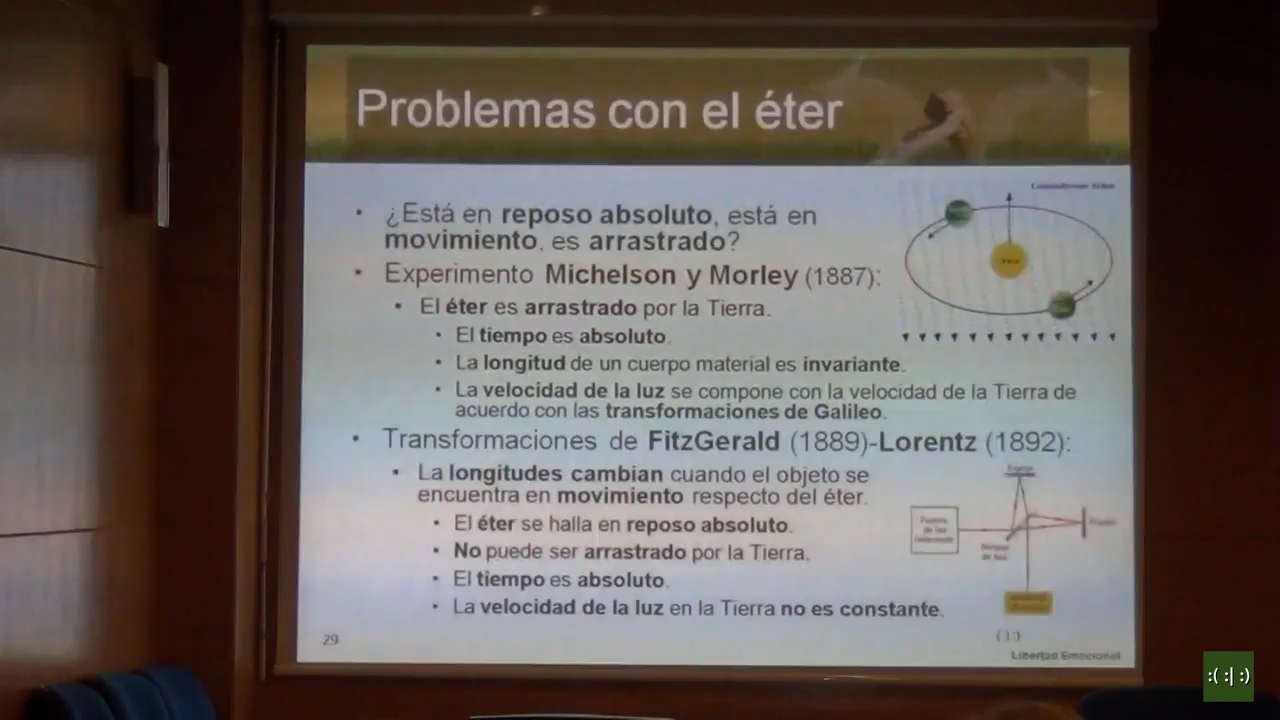 Problemas con el éter
• ¿Está en reposo absoluto, está en
movimiento, es arrastrado?
• Experimento Michelson y Morley (1887):
• El éter es arrastrado por la Tierra.
• El tiempo es absoluto.
• La longitud de un cuerpo material es invariante.
• La velocidad de la luz se compone con la velocidad de la Tierra de
acuerdo con las transformaciones de Galileo.
• Transformaciones de FitzGerald (1889)-Lorentz (1892):
• La longitudes cambian cuando el objeto se
encuentra en movimiento respecto del éter.
• El éter se halla en reposo absoluto.
• No puede ser arrastrado por la Tierra.
• El tiempo es absoluto.
• La velocidad de la luz en la Tierra no es constante.
29
Libertad Emocional
:( :| :)